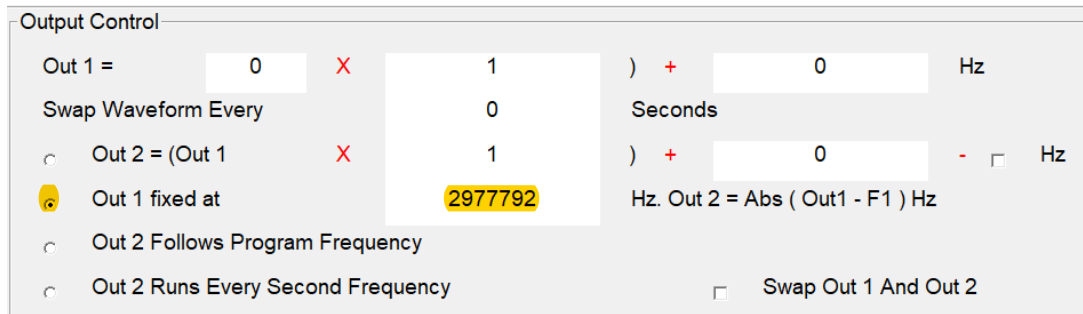 Output Control
Out 1 = 0 X 1 ) + 0 Hz
Swap Waveform Every 0 Seconds
Out 2 = (Out 1 X 1 ) + 0 - Hz
Out 1 fixed at 2977792 Hz. Out 2 = Abs ( Out1 - F1 ) Hz
Out 2 Follows Program Frequency
Out 2 Runs Every Second Frequency Swap Out 1 And Out 2